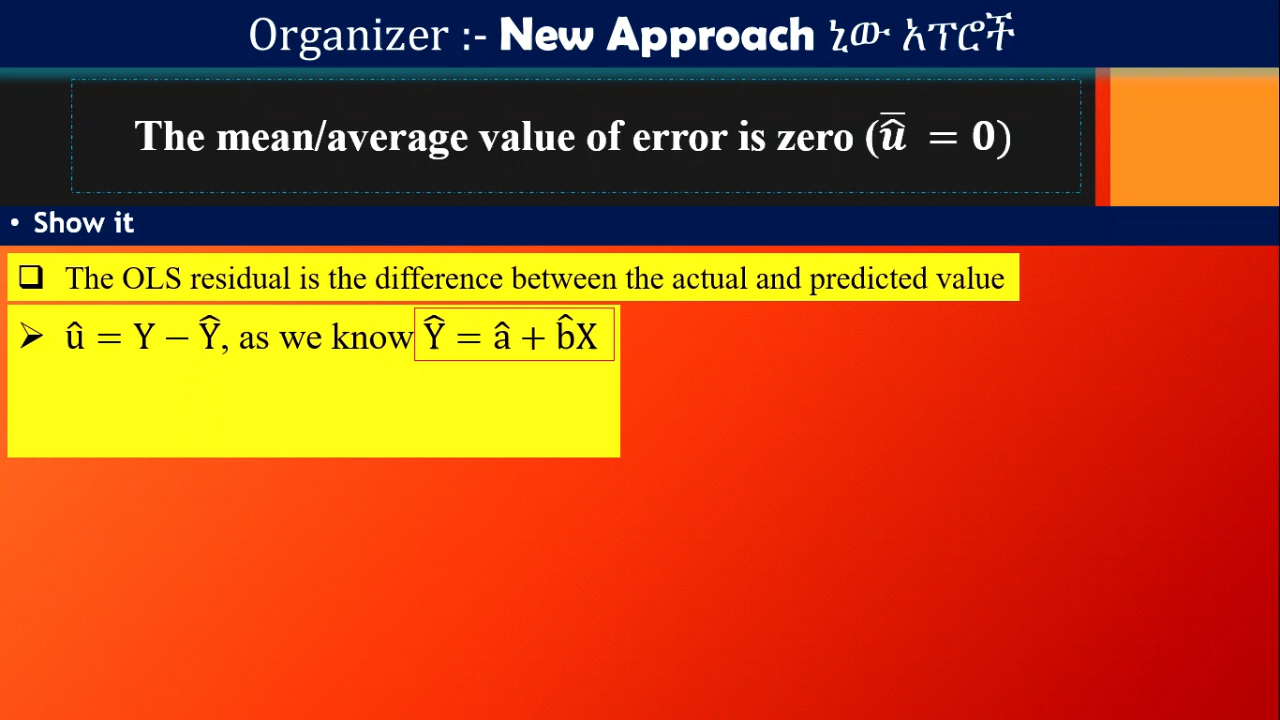 Organizer :- New Approach ኒው አፕሮች
The mean/average value of error is zero (û̅ = 0)
• Show it
❑ The OLS residual is the difference between the actual and predicted value
➢ û = Y − Ŷ, as we know Ŷ = â + b̂X